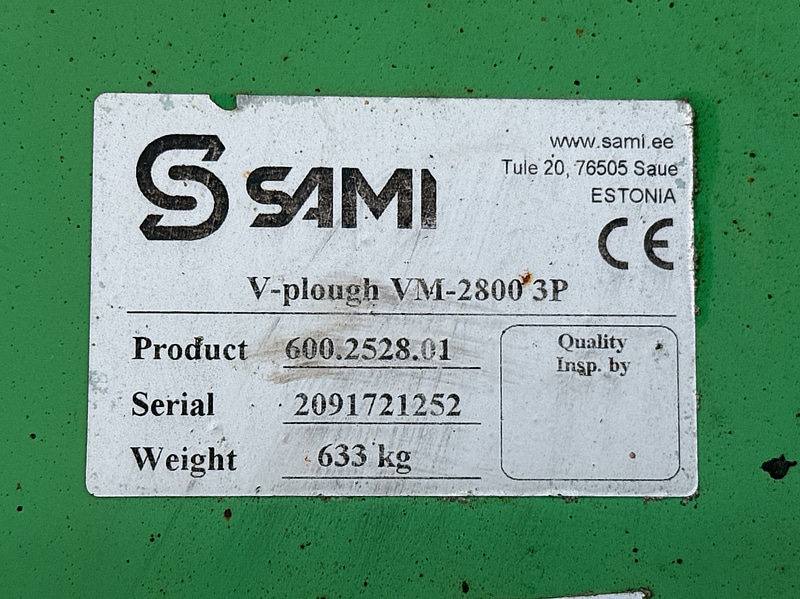 SAMI
www.sami.ee
Tule 20, 76505 Saue
ESTONIA
CE
V-plough VM-2800 3P
Product 600.2528.01
Serial 2091721252
Weight 633 kg
Quality
Insp. by